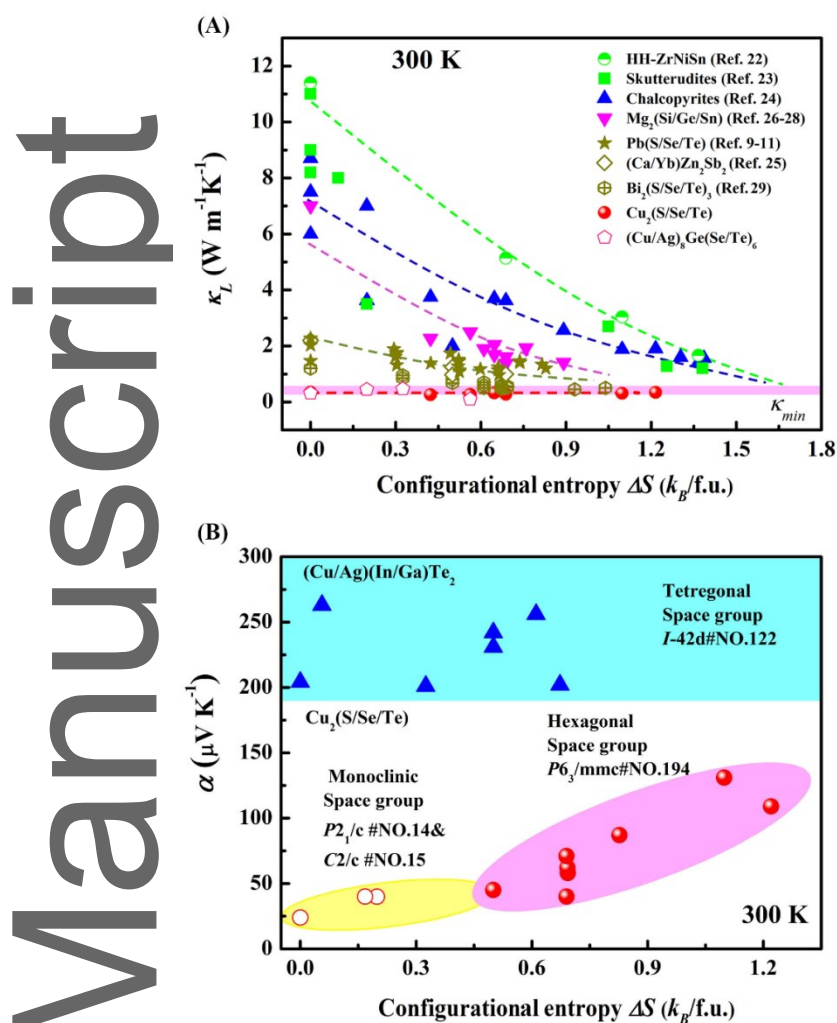 Manuscript
(A)
300 K
HH-ZrNiSn (Ref. 22)
Skutterudites (Ref. 23)
Chalcopyrites (Ref. 24)
Mg₂(Si/Ge/Sn) (Ref. 26-28)
Pb(S/Se/Te) (Ref. 9-11)
(Ca/Yb)Zn₂Sb₂ (Ref. 25)
Bi₂(S/Se/Te)₃ (Ref. 29)
Cu₂(S/Se/Te)
(Cu/Ag)₈Ge(Se/Te)₆
κ_L (W m⁻¹K⁻¹)
12
10
8
6
4
2
0
κ_min
0.0 0.3 0.6 0.9 1.2 1.5 1.8
Configurational entropy ΔS (k_B/f.u.)
(B)
300
250
200
150
100
50
0
α (μV K⁻¹)
(Cu/Ag)(In/Ga)Te₂
Tetregonal
Space group
I-42d#NO.122
Cu₂(S/Se/Te)
Hexagonal
Space group
P6₃/mmc#NO.194
Monoclinic
Space group
P2₁/c #NO.14&
C2/c #NO.15
300 K
0.0 0.3 0.6 0.9 1.2
Configurational entropy ΔS (k_B/f.u.)